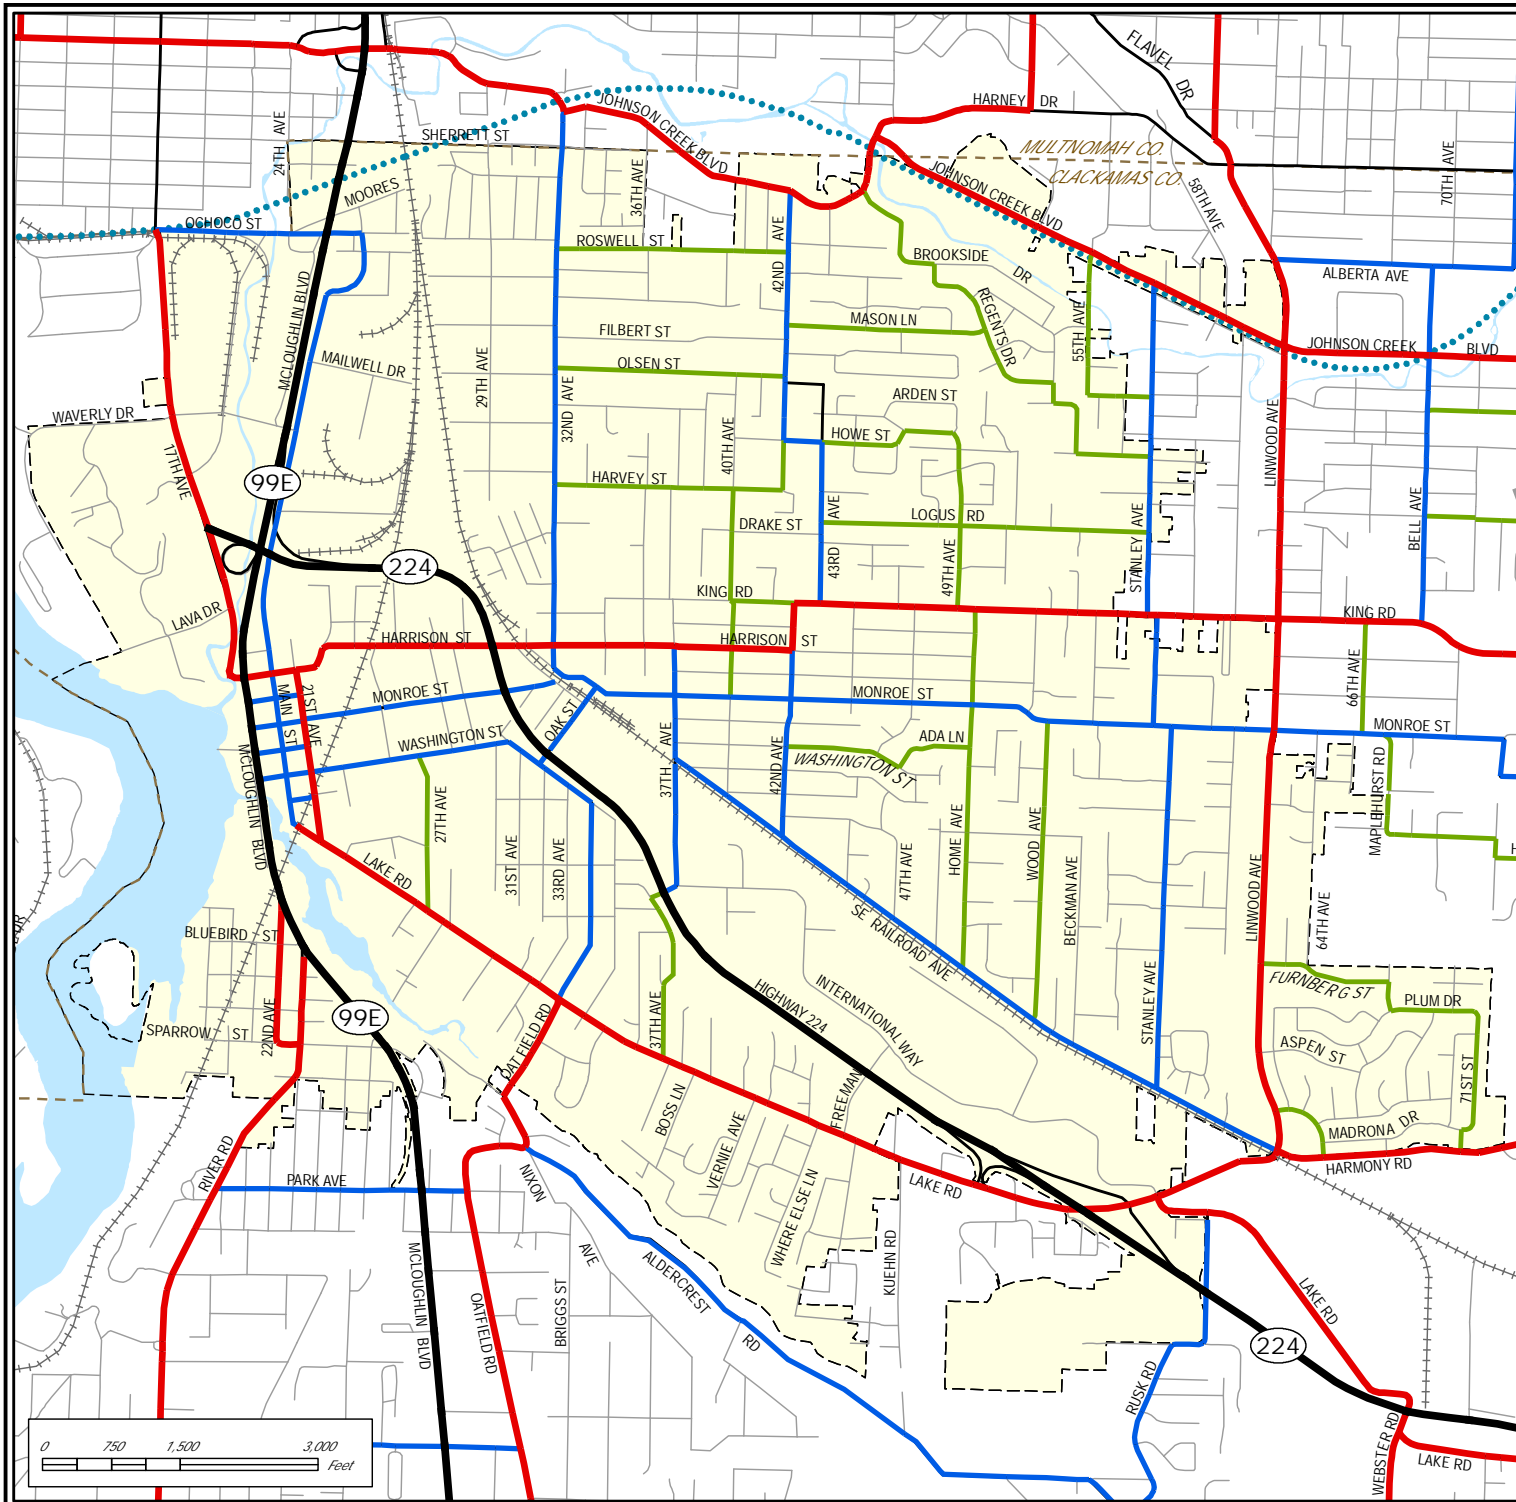 FLAVEL DR
HARNEY DR
JOHNSON CREEK BLVD
24TH AVE
SHERRETT ST
MULTNOMAH CO.
CLACKAMAS CO.
70TH AVE
58TH AVE
36TH AVE
MOORES
OCHOCO ST
JOHNSON CREEK BLVD
42ND AVE
ROSWELL ST
BROOKSIDE DR
ALBERTA AVE
REGENTS DR
MCLOUGHLIN BLVD
MASON LN
FILBERT ST
55TH AVE
JOHNSON CREEK BLVD
OLSEN ST
MAILWELL DR
29TH AVE
32ND AVE
ARDEN ST
WAVERLY DR
LINWOOD AVE
40TH AVE
HOWE ST
17TH AVE
HARVEY ST
99E
43RD AVE
LOGUS RD
DRAKE ST
BELL AVE
STANLEY AVE
49TH AVE
224
KING RD
LAVA DR
KING RD
HARRISON ST
HARRISON ST
66TH AVE
MONROE ST
MONROE ST
MAIN ST
21ST AVE
OAK ST
MONROE ST
WASHINGTON ST
ADA LN
37TH AVE
42ND AVE
WASHINGTON ST
MAPLEHURST RD
MCLOUGHLIN BLVD
27TH AVE
HOME AVE
WOOD AVE
31ST AVE
33RD AVE
47TH AVE
BECKMAN AVE
LAKE RD
LINWOOD AVE
64TH AVE
SE RAILROAD AVE
BLUEBIRD ST
FURNBERG ST
PLUM DR
STANLEY AVE
HIGHWAY 224
INTERNATIONAL WAY
22ND AVE
99E
SPARROW ST
37TH AVE
OATFIELD RD
ASPEN ST
71ST ST
FREEMAN
BOSS LN
MADRONA DR
VERNIE AVE
RIVER RD
HARMONY RD
PARK AVE
NIXON AVE
LAKE RD
WHERE ELSE LN
KUEHN RD
ALDERCREST RD
MCLOUGHLIN BLVD
OATFIELD RD
BRIGGS ST
LAKE RD
224
RUSK RD
WEBSTER RD
LAKE RD
0 750 1,500 3,000
Feet